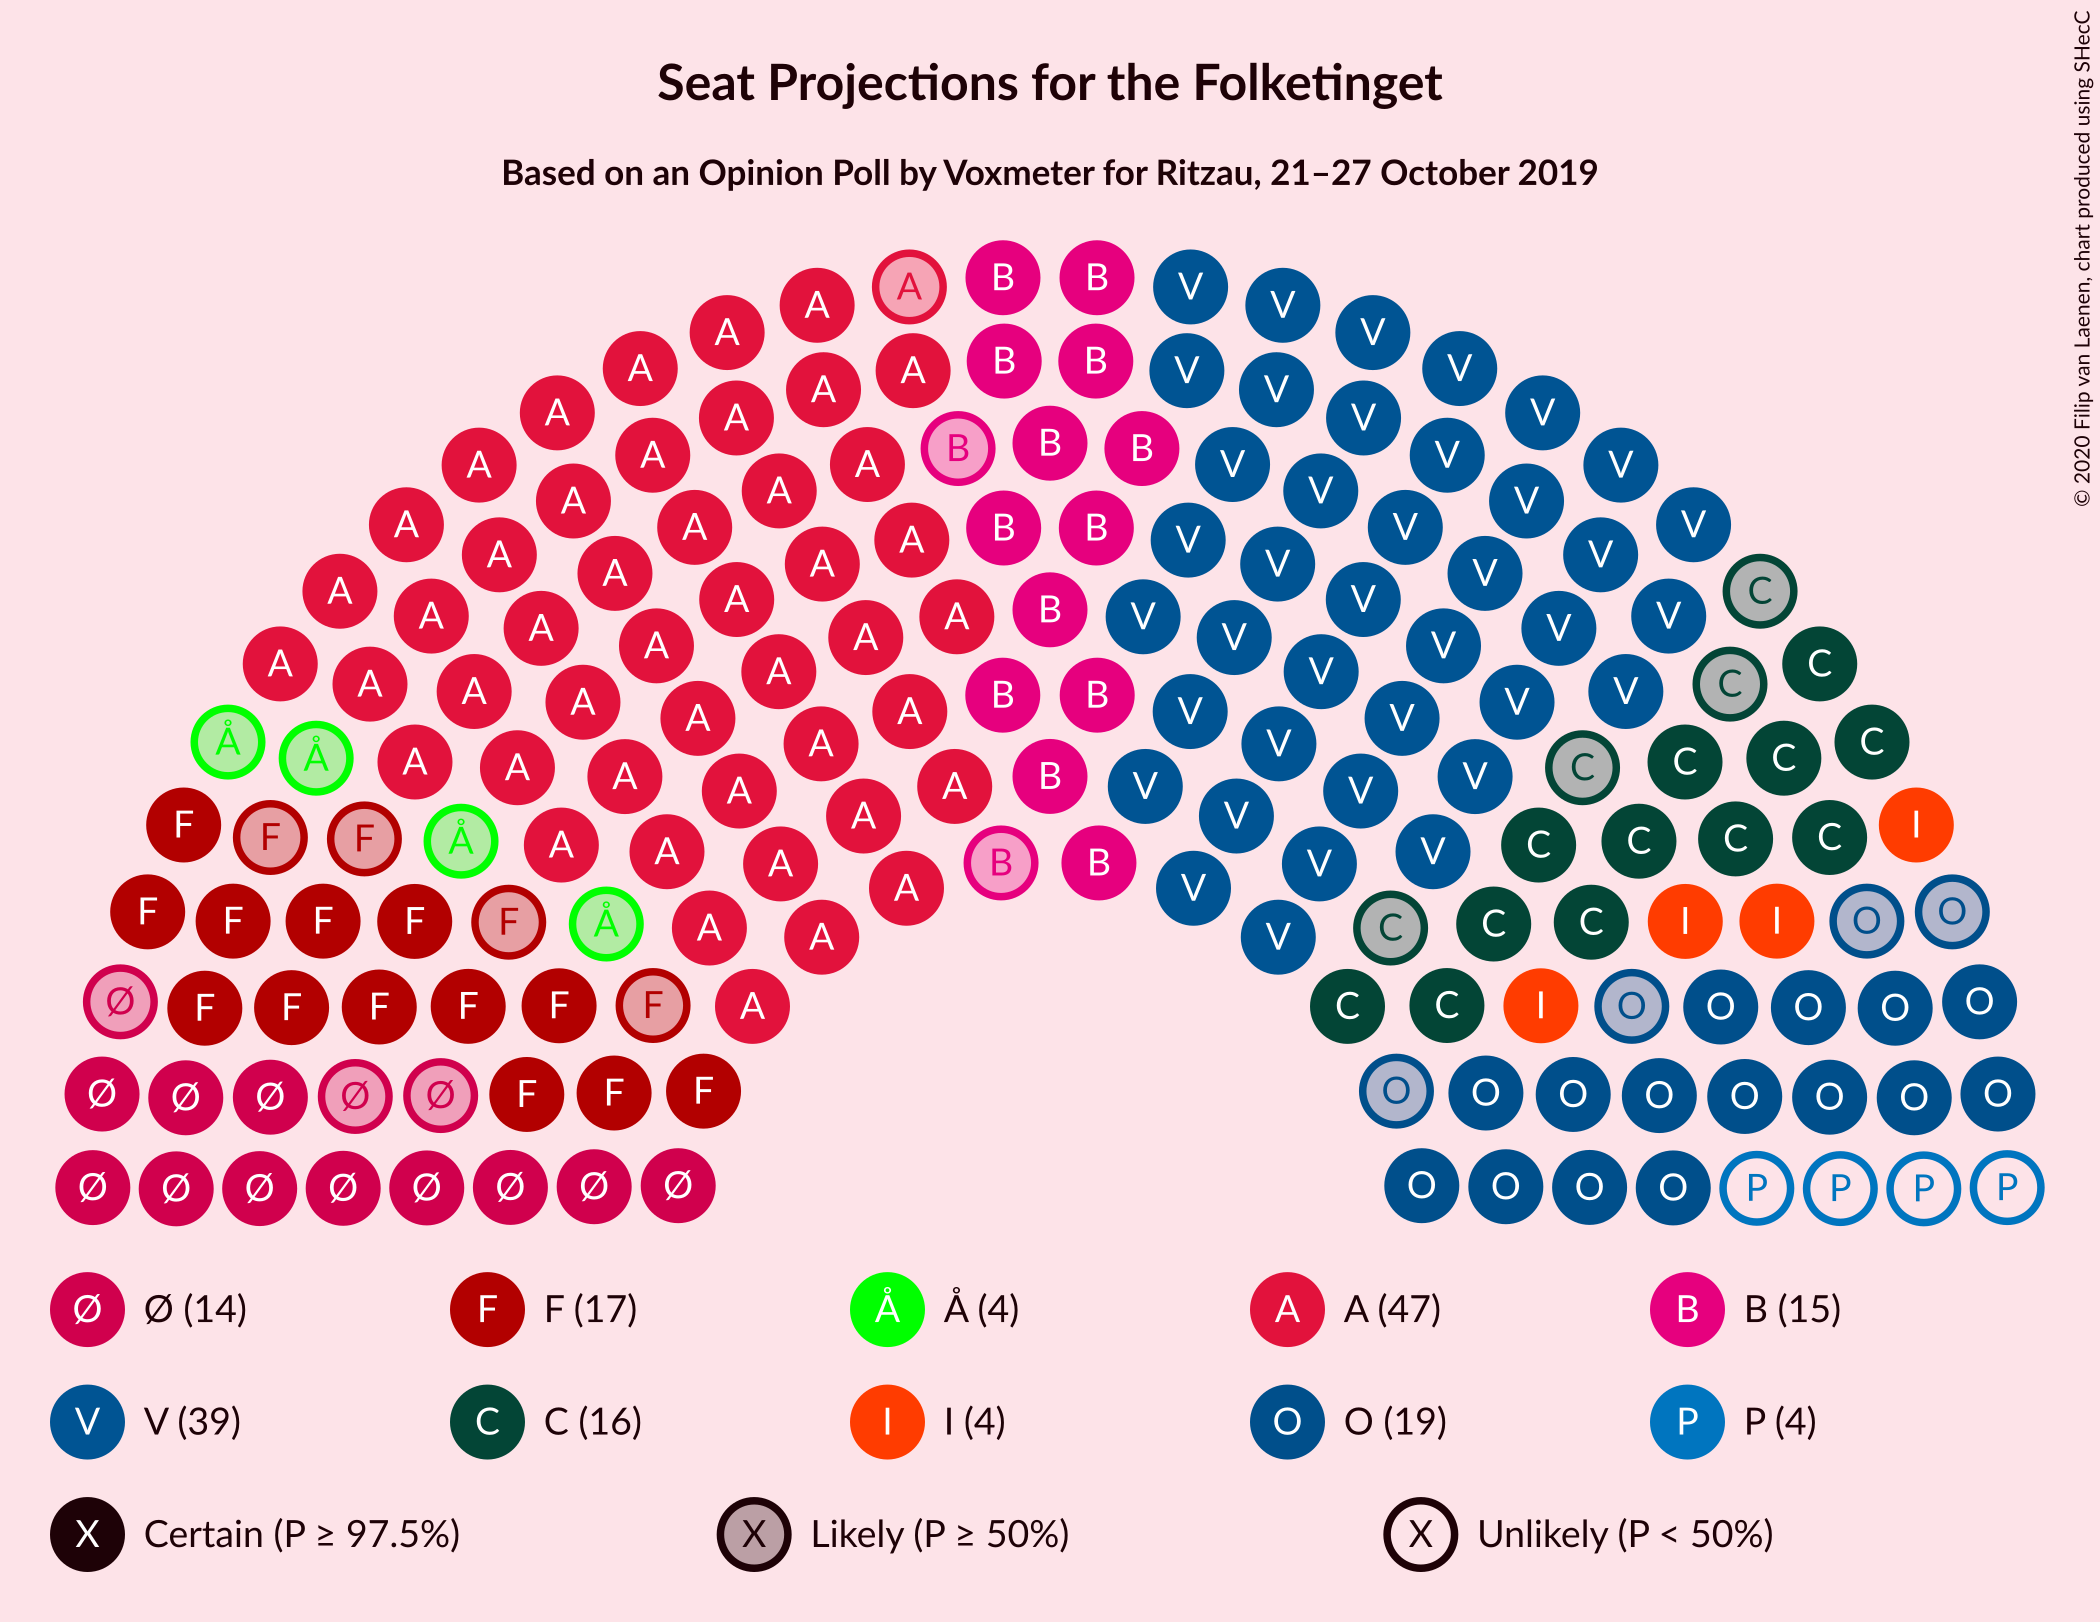 Seat Projections for the Folketinget
Based on an Opinion Poll by Voxmeter for Ritzau, 21–27 October 2019
© 2020 Filip van Laenen, chart produced using SHecC
A A B B V V
A A A B B V V V
A A A B B B V V V
A A A A B B V V V V
A A A A A B V V V V V
A A A A A B B V V V V C
A A A A A B V V V V C C
Å Å A A A A B V V V C C C C
F F F Å A A A A B B V V V C C C C I
F F F F F Å A A V V C C C I I O O
Ø F F F F F F A C C I O O O O O
Ø Ø Ø Ø Ø F F F O O O O O O O O
Ø Ø Ø Ø Ø Ø Ø Ø O O O O P P P P
Ø Ø (14) F F (17) Å Å (4) A A (47) B B (15)
V V (39) C C (16) I I (4) O O (19) P P (4)
X Certain (P ≥ 97.5%) X Likely (P ≥ 50%) X Unlikely (P < 50%)